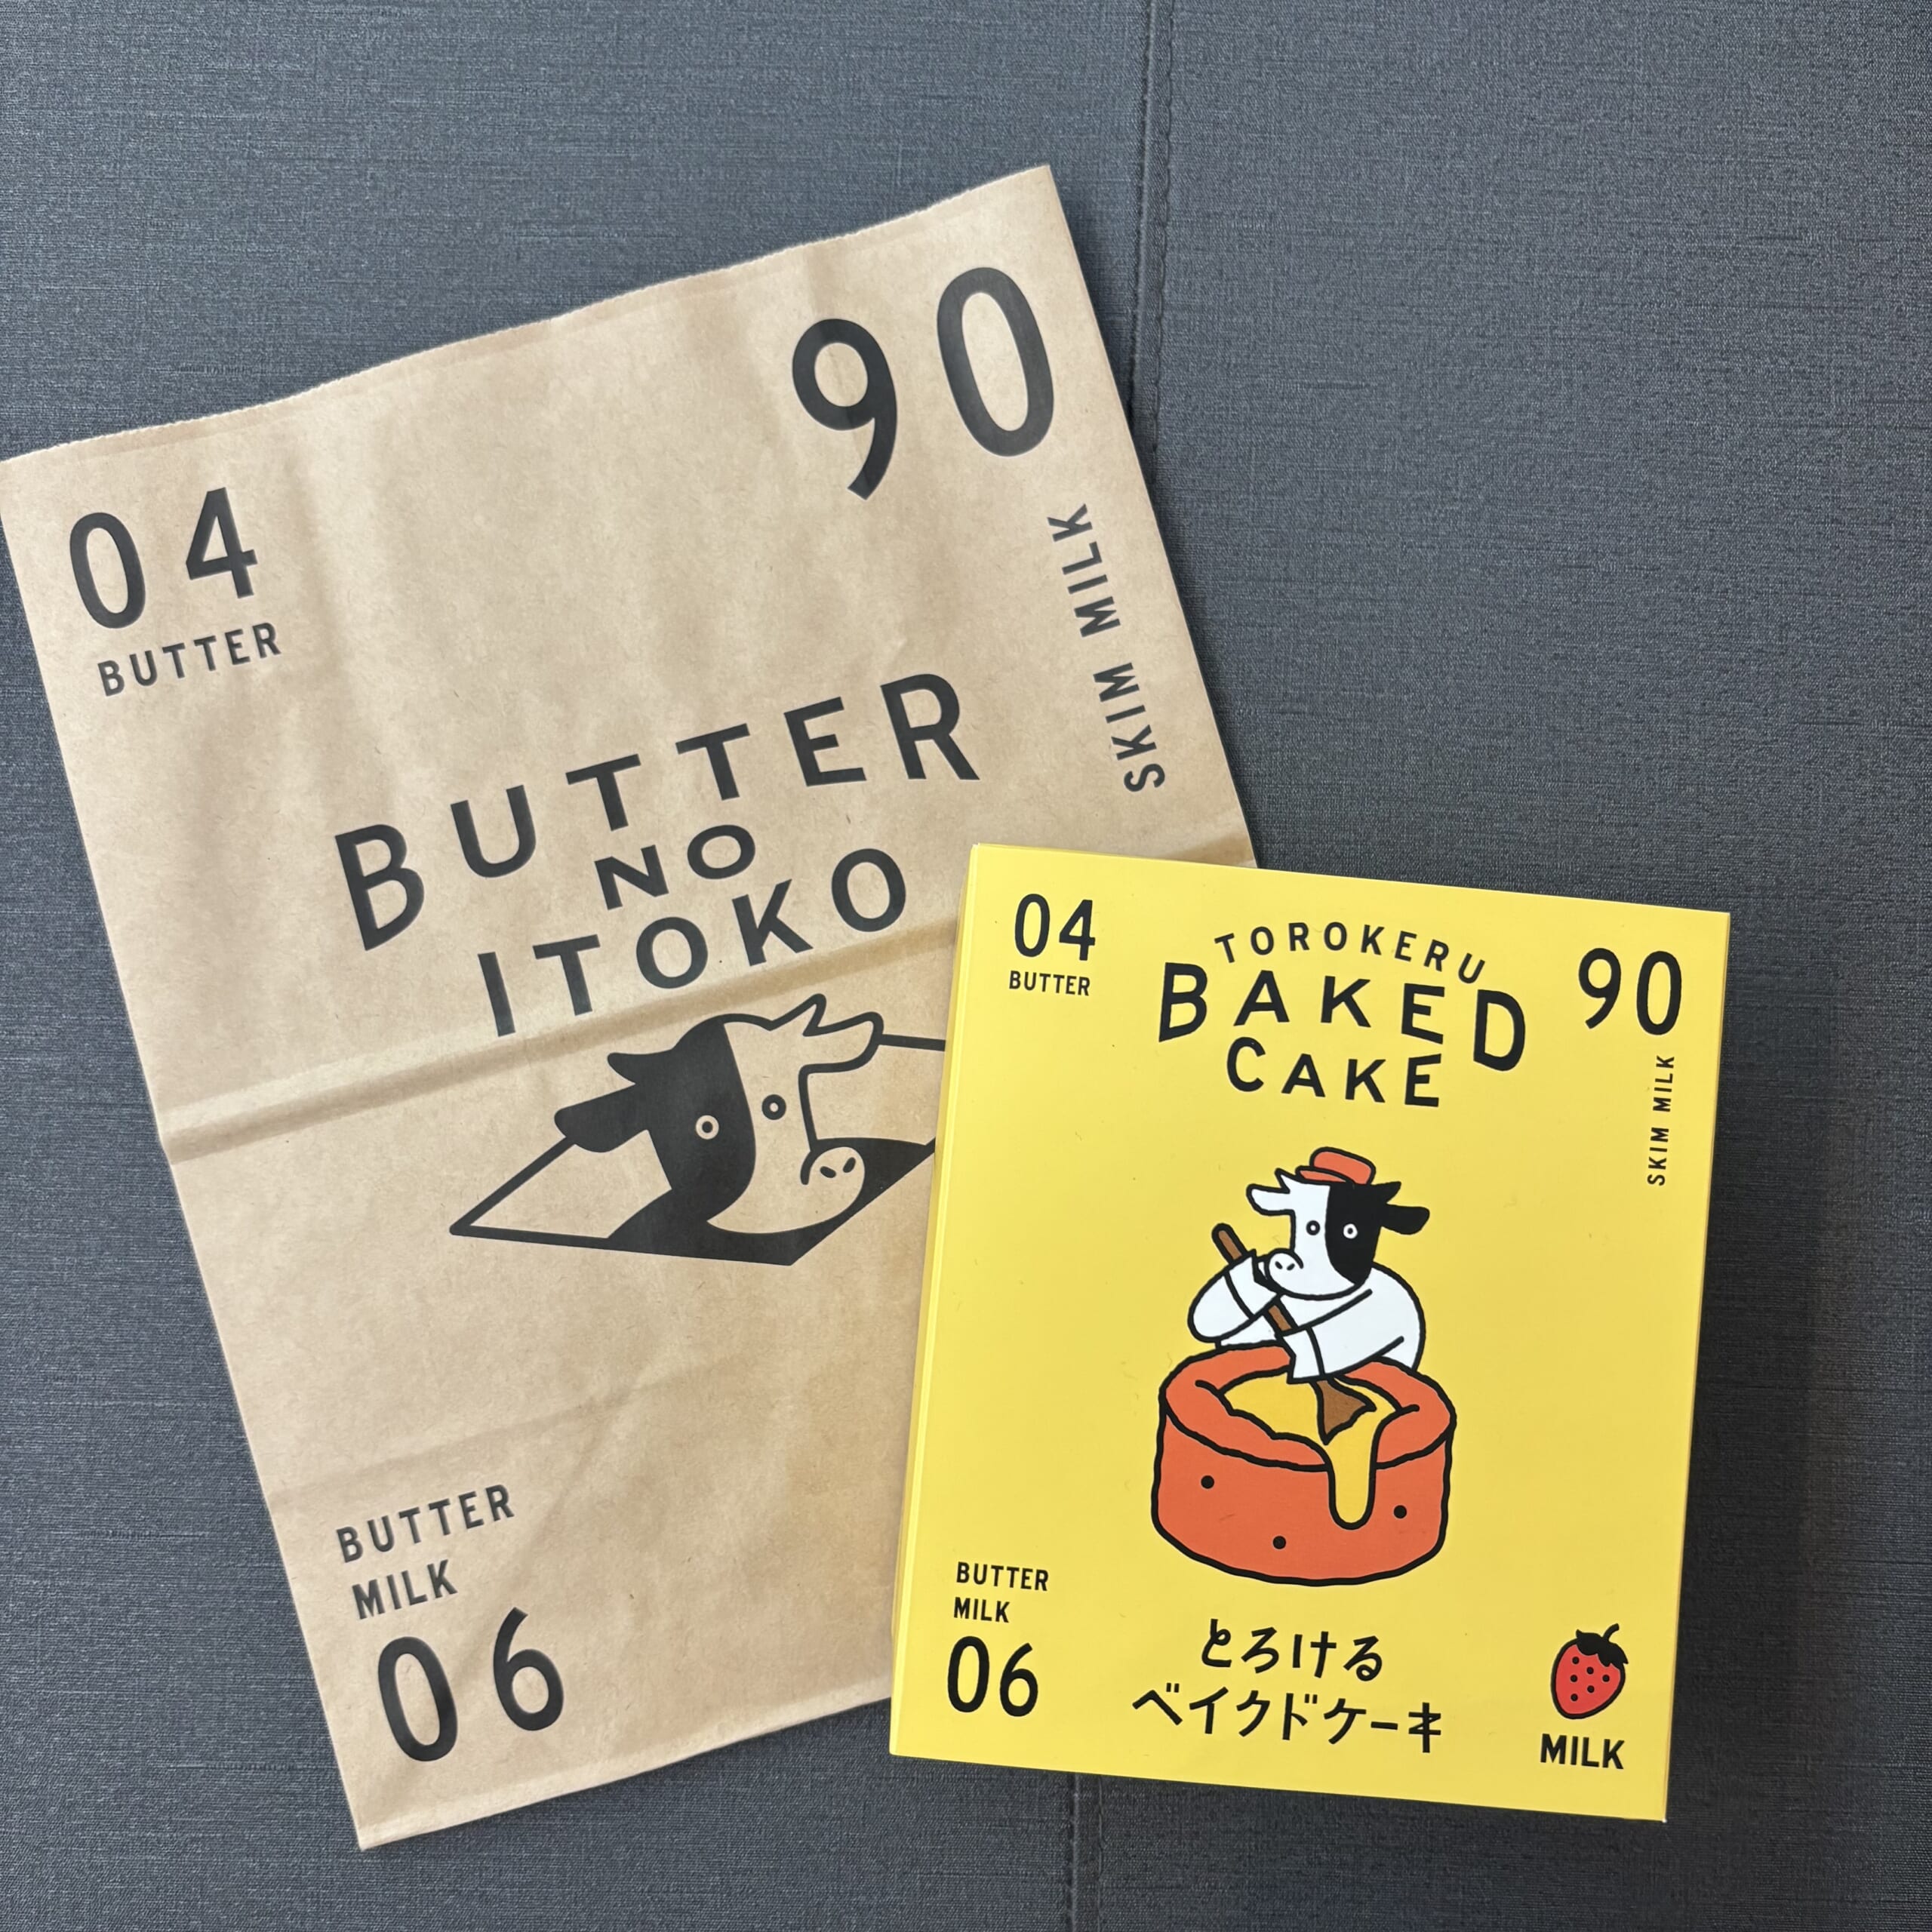 04
BUTTER
90
SKIM MILK
BUTTER
NO
ITOKO
BUTTER
MILK
06
04
BUTTER
TOROKERU
BAKED
CAKE
90
SKIM MILK
BUTTER
MILK
06
とろける
ベイクドケーキ
MILK